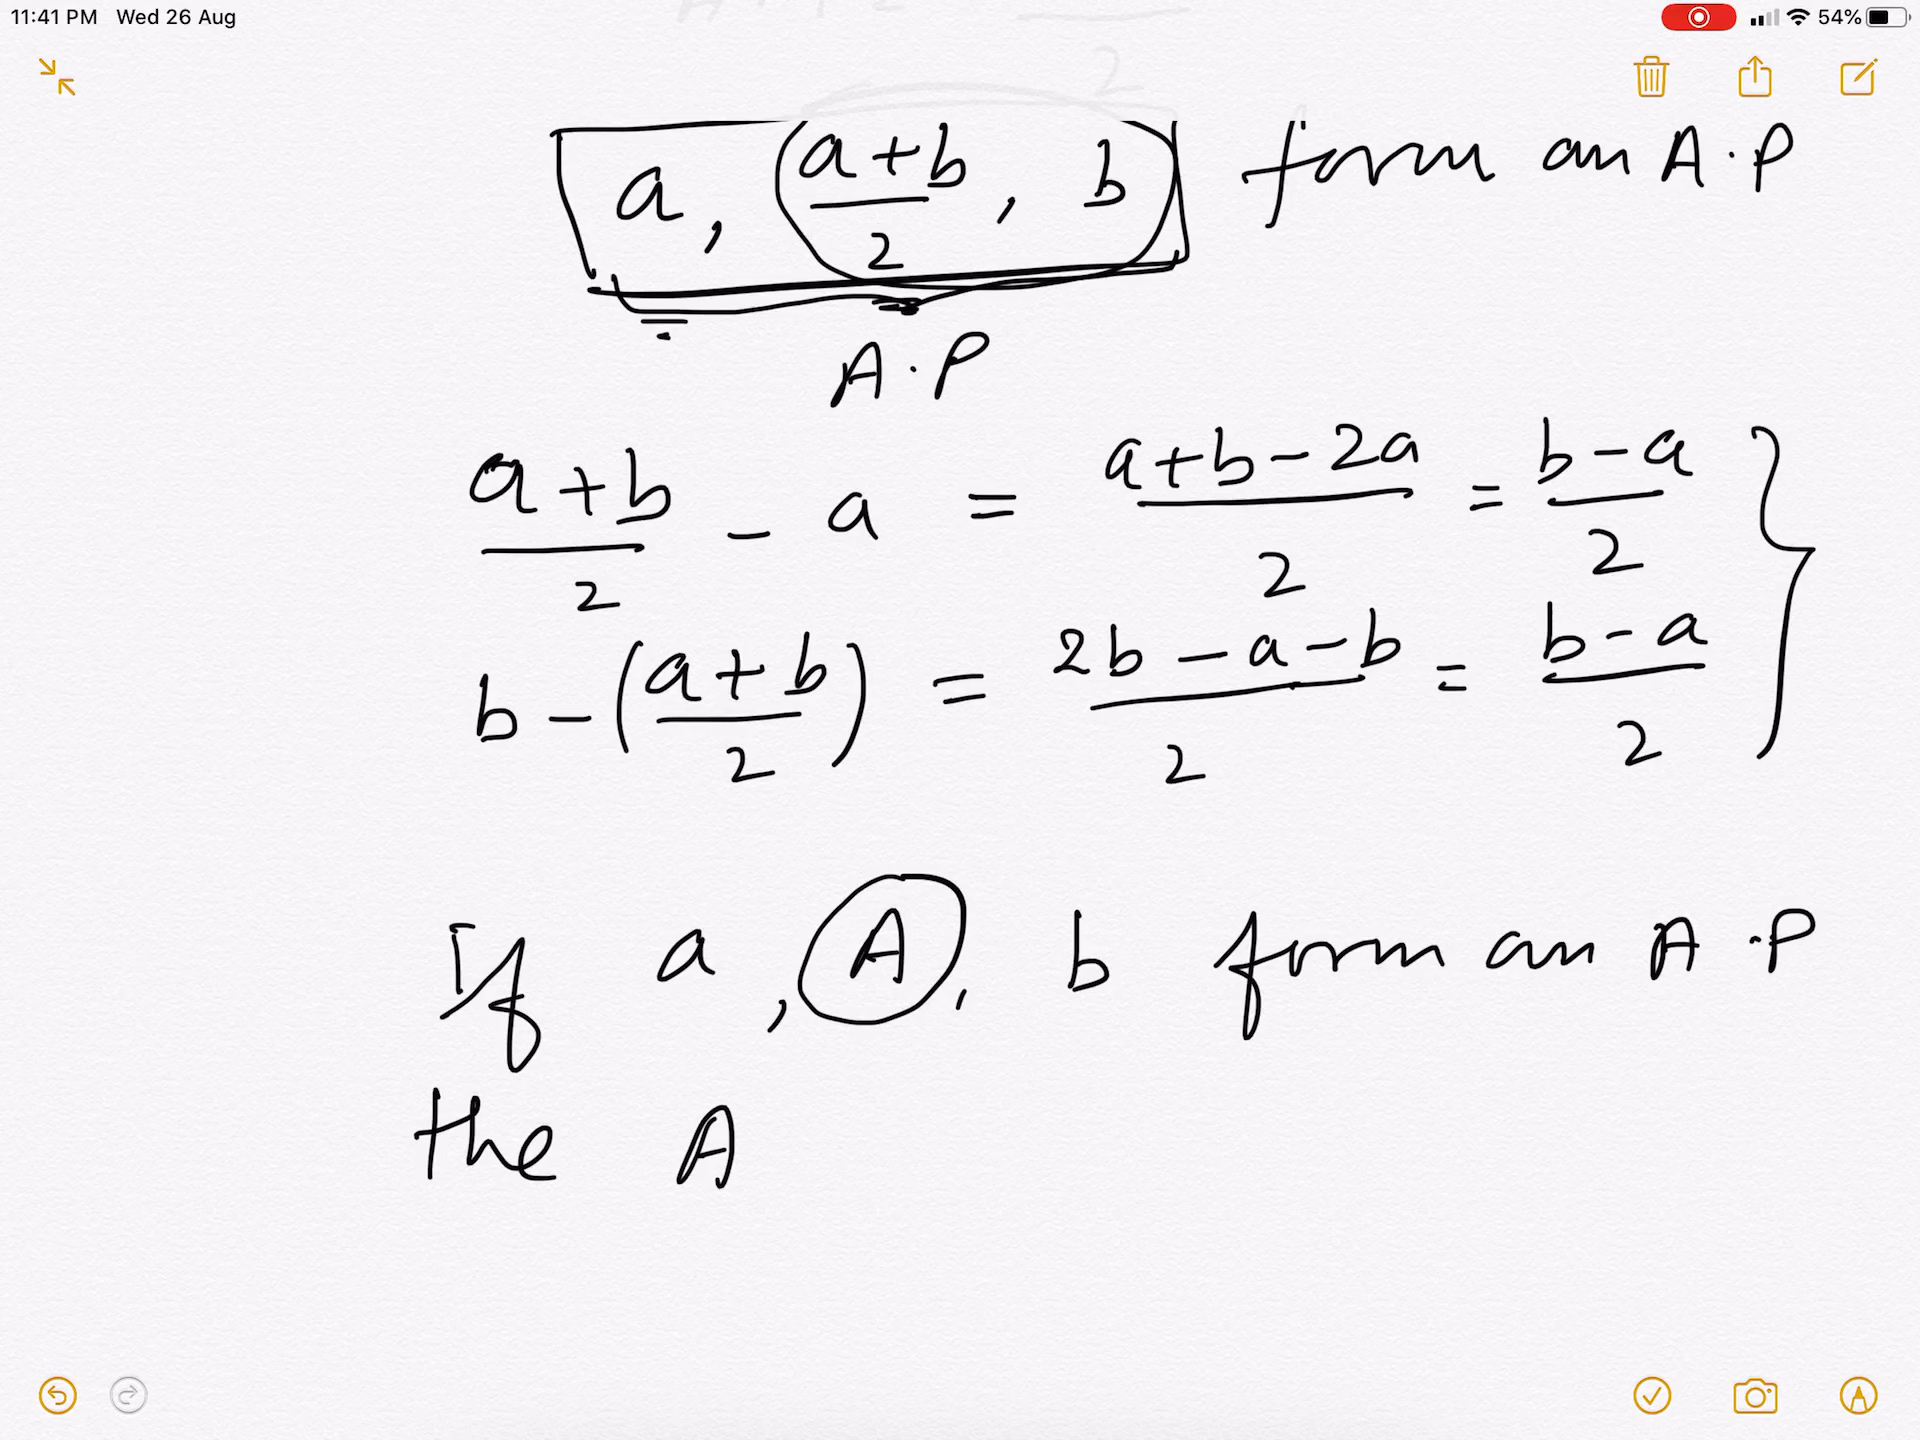 11:41 PM Wed 26 Aug 54%
a, a+b/2, b form an A.P
A.P
a+b/2 - a = a+b-2a/2 = b-a/2
b-(a+b/2) = 2b-a-b/2 = b-a/2
If a, A, b form an A.P
the A